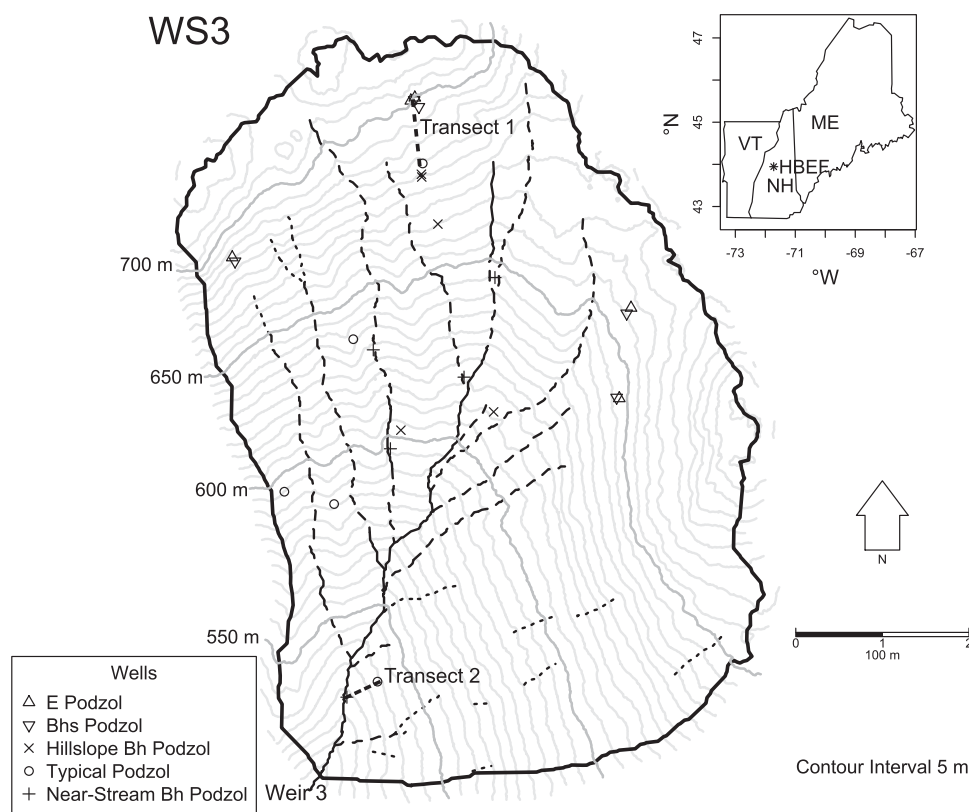 WS3
Transect 1
700 m
650 m
600 m
550 m
Transect 2
Weir 3
Wells
E Podzol
Bhs Podzol
Hillslope Bh Podzol
Typical Podzol
Near-Stream Bh Podzol
47
45
43
°N
ME
VT
*HBEF
NH
-73 -71 -69 -67
°W
N
0 1 2
100 m
Contour Interval 5 m